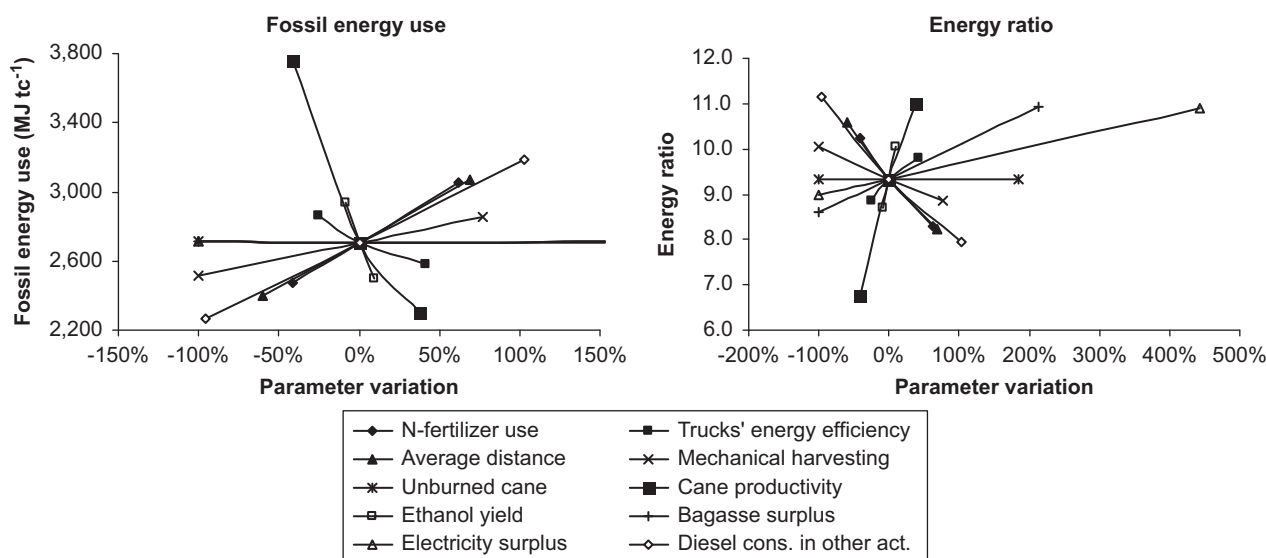 Fossil energy use
Fossil energy use (MJ tc-1)
3,800
3,400
3,000
2,600
2,200
-150% -100% -50% 0% 50% 100% 150%
Parameter variation
Energy ratio
Energy ratio
12.0
11.0
10.0
9.0
8.0
7.0
6.0
-200% -100% 0% 100% 200% 300% 400% 500%
Parameter variation
N-fertilizer use
Average distance
Unburned cane
Ethanol yield
Electricity surplus
Trucks' energy efficiency
Mechanical harvesting
Cane productivity
Bagasse surplus
Diesel cons. in other act.